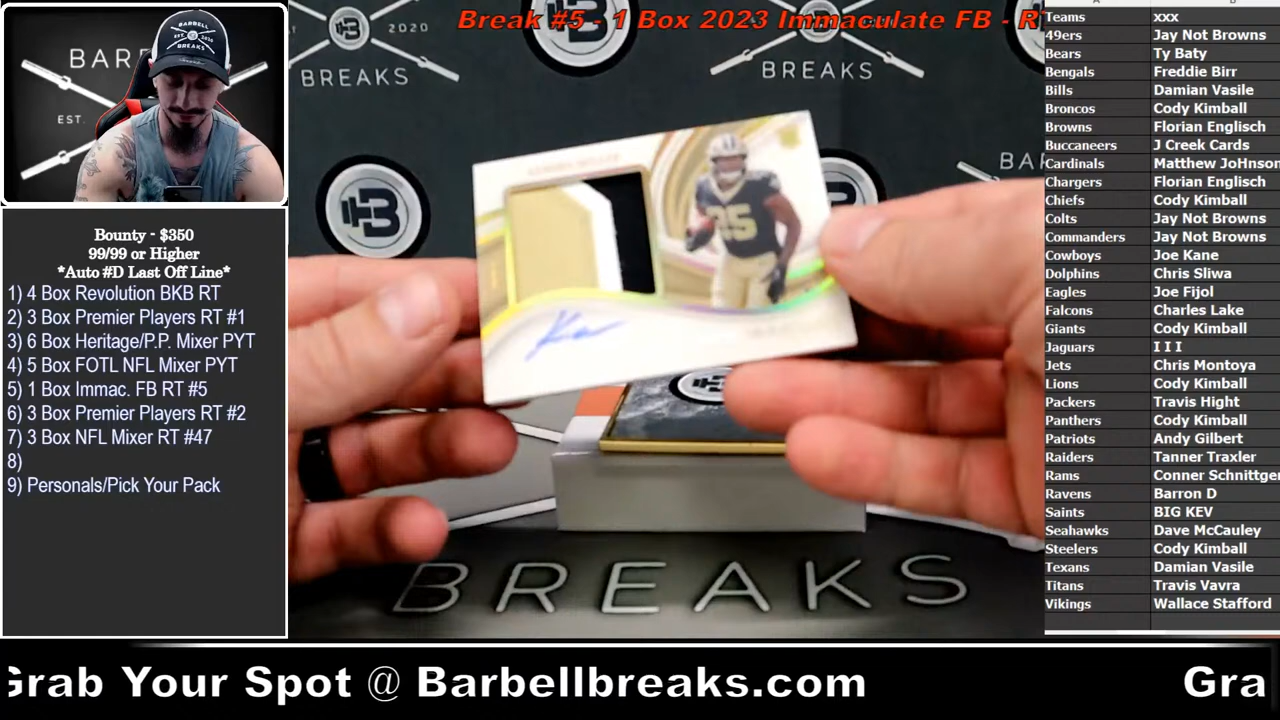 Break #5 - 1 Box 2023 Immaculate FB - RT
BAR
EST.
BARBELL
BREAKS
2020
BREAKS
BREAKS
BAR
Bounty - $350
99/99 or Higher
*Auto #D Last Off Line*
1) 4 Box Revolution BKB RT
2) 3 Box Premier Players RT #1
3) 6 Box Heritage/P.P. Mixer PYT
4) 5 Box FOTL NFL Mixer PYT
5) 1 Box Immac. FB RT #5
6) 3 Box Premier Players RT #2
7) 3 Box NFL Mixer RT #47
8)
9) Personals/Pick Your Pack
25
BREAKS
Teams xxx
49ers Jay Not Browns
Bears Ty Baty
Bengals Freddie Birr
Bills Damian Vasile
Broncos Cody Kimball
Browns Florian Englisch
Buccaneers J Creek Cards
Cardinals Matthew JoHnson
Chargers Florian Englisch
Chiefs Cody Kimball
Colts Jay Not Browns
Commanders Jay Not Browns
Cowboys Joe Kane
Dolphins Chris Sliwa
Eagles Joe Fijol
Falcons Charles Lake
Giants Cody Kimball
Jaguars I I I
Jets Chris Montoya
Lions Cody Kimball
Packers Travis Hight
Panthers Cody Kimball
Patriots Andy Gilbert
Raiders Tanner Traxler
Rams Conner Schnittger
Ravens Barron D
Saints BIG KEV
Seahawks Dave McCauley
Steelers Cody Kimball
Texans Damian Vasile
Titans Travis Vavra
Vikings Wallace Stafford
Grab Your Spot @ Barbellbreaks.com Gra